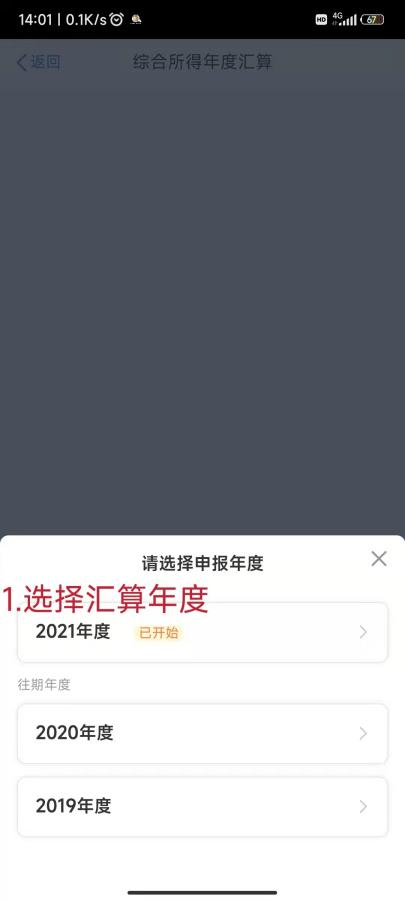 14:01 | 0.1K/s
HD 4G 67
返回 综合所得年度汇算
请选择申报年度
1.选择汇算年度
2021年度 已开始
往期年度
2020年度
2019年度